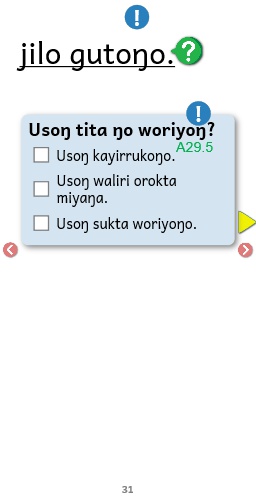 jilo gutoŋo.
Usoŋ tita ŋo woriyoŋ?
A29.5
Usoŋ kayirrukoŋo.
Usoŋ waliri orokta
miyaŋa.
Usoŋ sukta woriyoŋo.
31